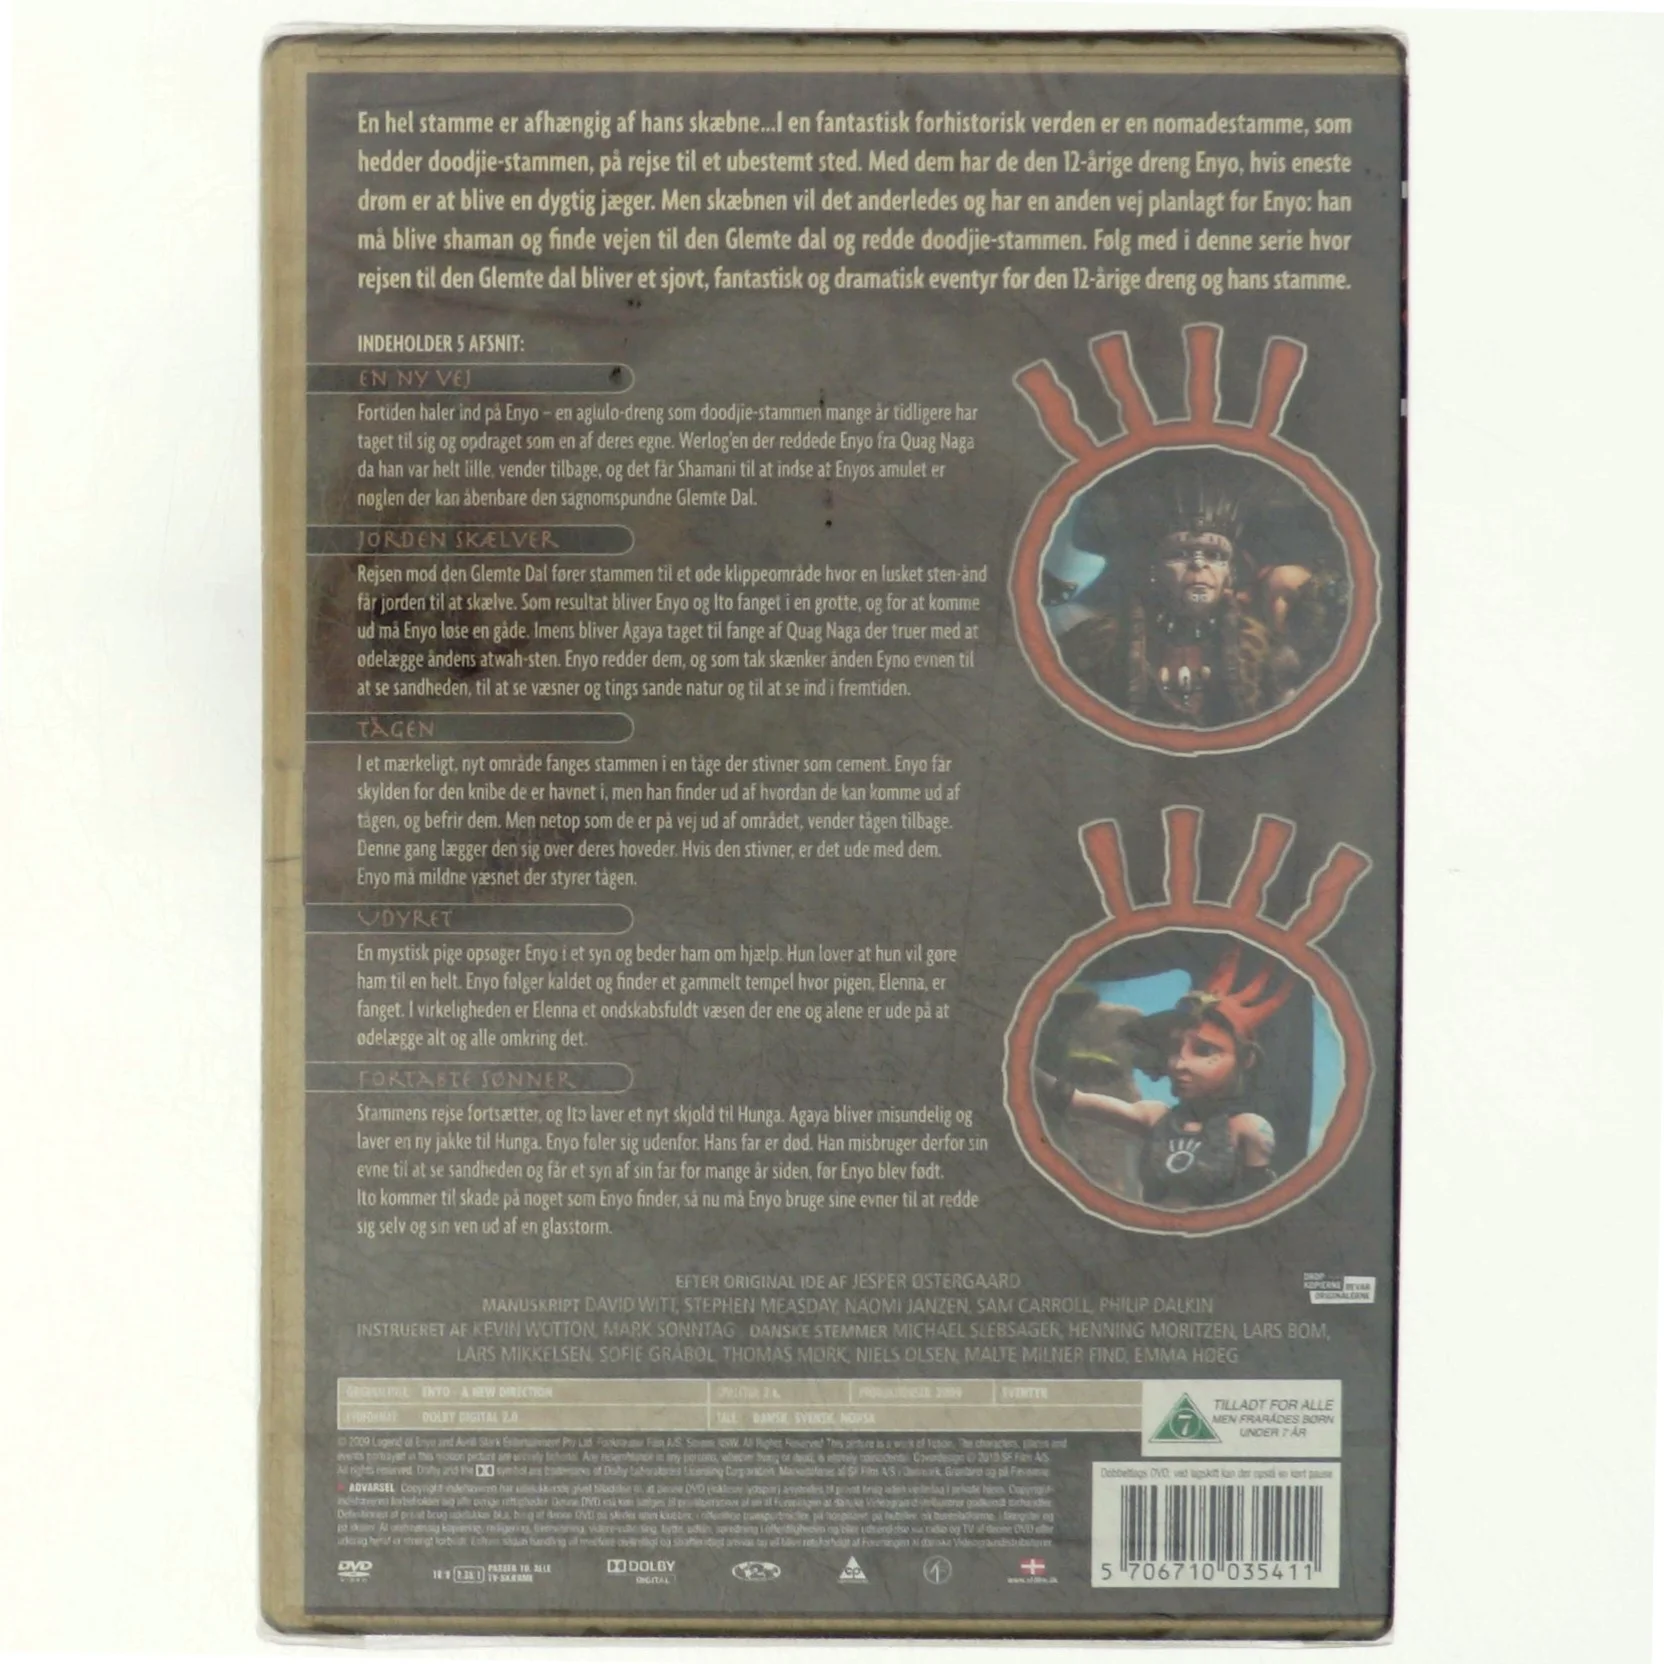 En hel stamme er afhængig af hans skæbne...I en fantastisk forhistorisk verden er en nomadestamme, som
hedder doodjie-stammen, på rejse til et ubestemt sted. Med dem har de den 12-årige dreng Enyo, hvis eneste
drøm er at blive en dygtig jæger. Men skæbnen vil det anderledes og har en anden vej planlagt for Enyo: han
må blive shaman og finde vejen til den Glemte dal og redde doodjie-stammen. Følg med i denne serie hvor
rejsen til den Glemte dal bliver et sjovt, fantastisk og dramatisk eventyr for den 12-årige dreng og hans stamme.
INDEHOLDER 5 AFSNIT:
EN NY VEJ
Fortiden haler ind på Enyo – en aglulo-dreng som doodjie-stammen mange år tidligere har
taget til sig og opdraget som en af deres egne. Werlog'en der reddede Enyo fra Quag Naga
da han var helt lille, vender tilbage, og det får Shamani til at indse at Enyos amulet er
nøglen der kan åbenbare den sagnomspundne Glemte Dal.
JORDEN SKÆLVER
Rejsen mod den Glemte Dal fører stammen til et øde klippeområde hvor en lusket sten-ånd
får jorden til at skælve. Som resultat bliver Enyo og Ito fanget i en grotte, og for at komme
ud må Enyo løse en gåde. Imens bliver Agaya taget til fange af Quag Naga der truer med at
ødelægge åndens atwah-sten. Enyo redder dem, og som tak skænker ånden Eyno evnen til
at se sandheden, til at se væsner og tings sande natur og til at se ind i fremtiden.
TÅGEN
I et mærkeligt, nyt område fanges stammen i en tåge der stivner som cement. Enyo får
skylden for den knibe de er havnet i, men han finder ud af hvordan de kan komme ud af
tågen, og befrir dem. Men netop som de er på vej ud af området, vender tågen tilbage.
Denne gang lægger den sig over deres hoveder. Hvis den stivner, er det ude med dem.
Enyo må mildne væsnet der styrer tågen.
UDYRET
En mystisk pige opsøger Enyo i et syn og beder ham om hjælp. Hun lover at hun vil gøre
ham til en helt. Enyo følger kaldet og finder et gammelt tempel hvor pigen, Elenna, er
fanget. I virkeligheden er Elenna et ondskabsfuldt væsen der ene og alene er ude på at
ødelægge alt og alle omkring det.
FORTABTE SØNNER
Stammens rejse fortsætter, og Ito laver et nyt skjold til Hunga. Agaya bliver misundelig og
laver en ny jakke til Hunga. Enyo føler sig udenfor. Hans far er død. Han misbruger derfor sin
evne til at se sandheden og får et syn af sin far for mange år siden, før Enyo blev født.
Ito kommer til skade på noget som Enyo finder, så nu må Enyo bruge sine evner til at redde
sig selv og sin ven ud af en glasstorm.
EFTER ORIGINAL IDE AF JESPER ØSTERGAARD
MANUSKRIPT DAVID WITT, STEPHEN MEASDAY, NAOMI JANZEN, SAM CARROLL, PHILIP DALKIN
INSTRUERET AF KEVIN WOTTON, MARK SONNTAG DANSKE STEMMER MICHAEL SLEBSAGER, HENNING MORITZEN, LARS BOM,
LARS MIKKELSEN, SOFIE GRÅBØL, THOMAS MØRK, NIELS OLSEN, MALTE MILNER FIND, EMMA HØEG
DROP
KOPIERNE BEVAR
ORIGINALERNE
ENYO - A NEW DIRECTION
2009 EVENTYR
DOLBY DIGITAL 2.0
TALE: DANSK, SVENSK, NORSK
7
TILLADT FOR ALLE
MEN FRARÅDES BØRN
UNDER 7 ÅR
Dobbeltlags DVD, ved lagskift kan der opstå en kort pause
ADVARSEL
DVD
VIDEO
16:9
PASSER TIL ALLE
TV-SKÆRME
DOLBY
DIGITAL
5 706710 035411